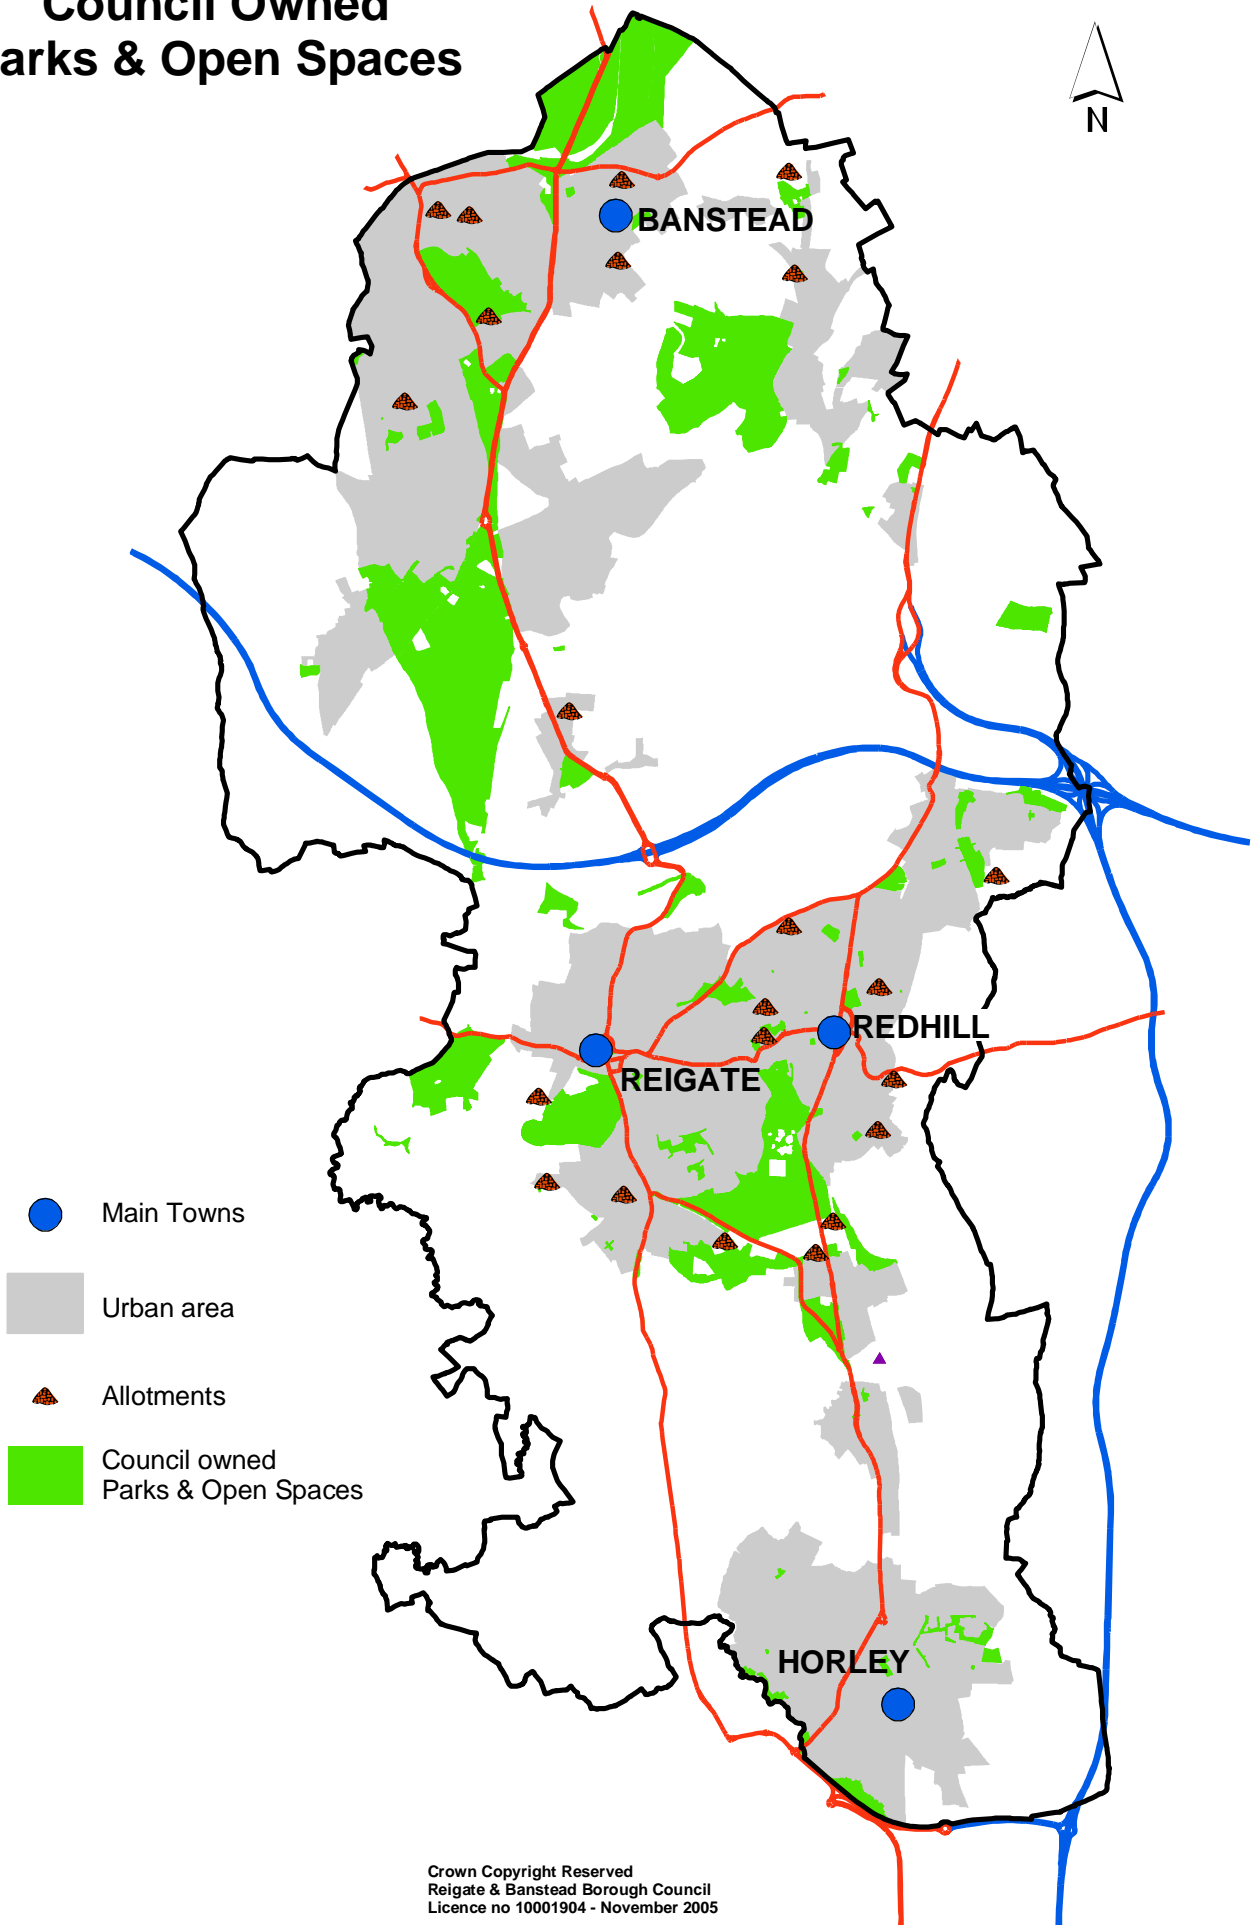 Council Owned
arks & Open Spaces
N
BANSTEAD
REDHILL
REIGATE
Main Towns
Urban area
Allotments
Council owned
Parks & Open Spaces
HORLEY
Crown Copyright Reserved
Reigate & Banstead Borough Council
Licence no 10001904 - November 2005